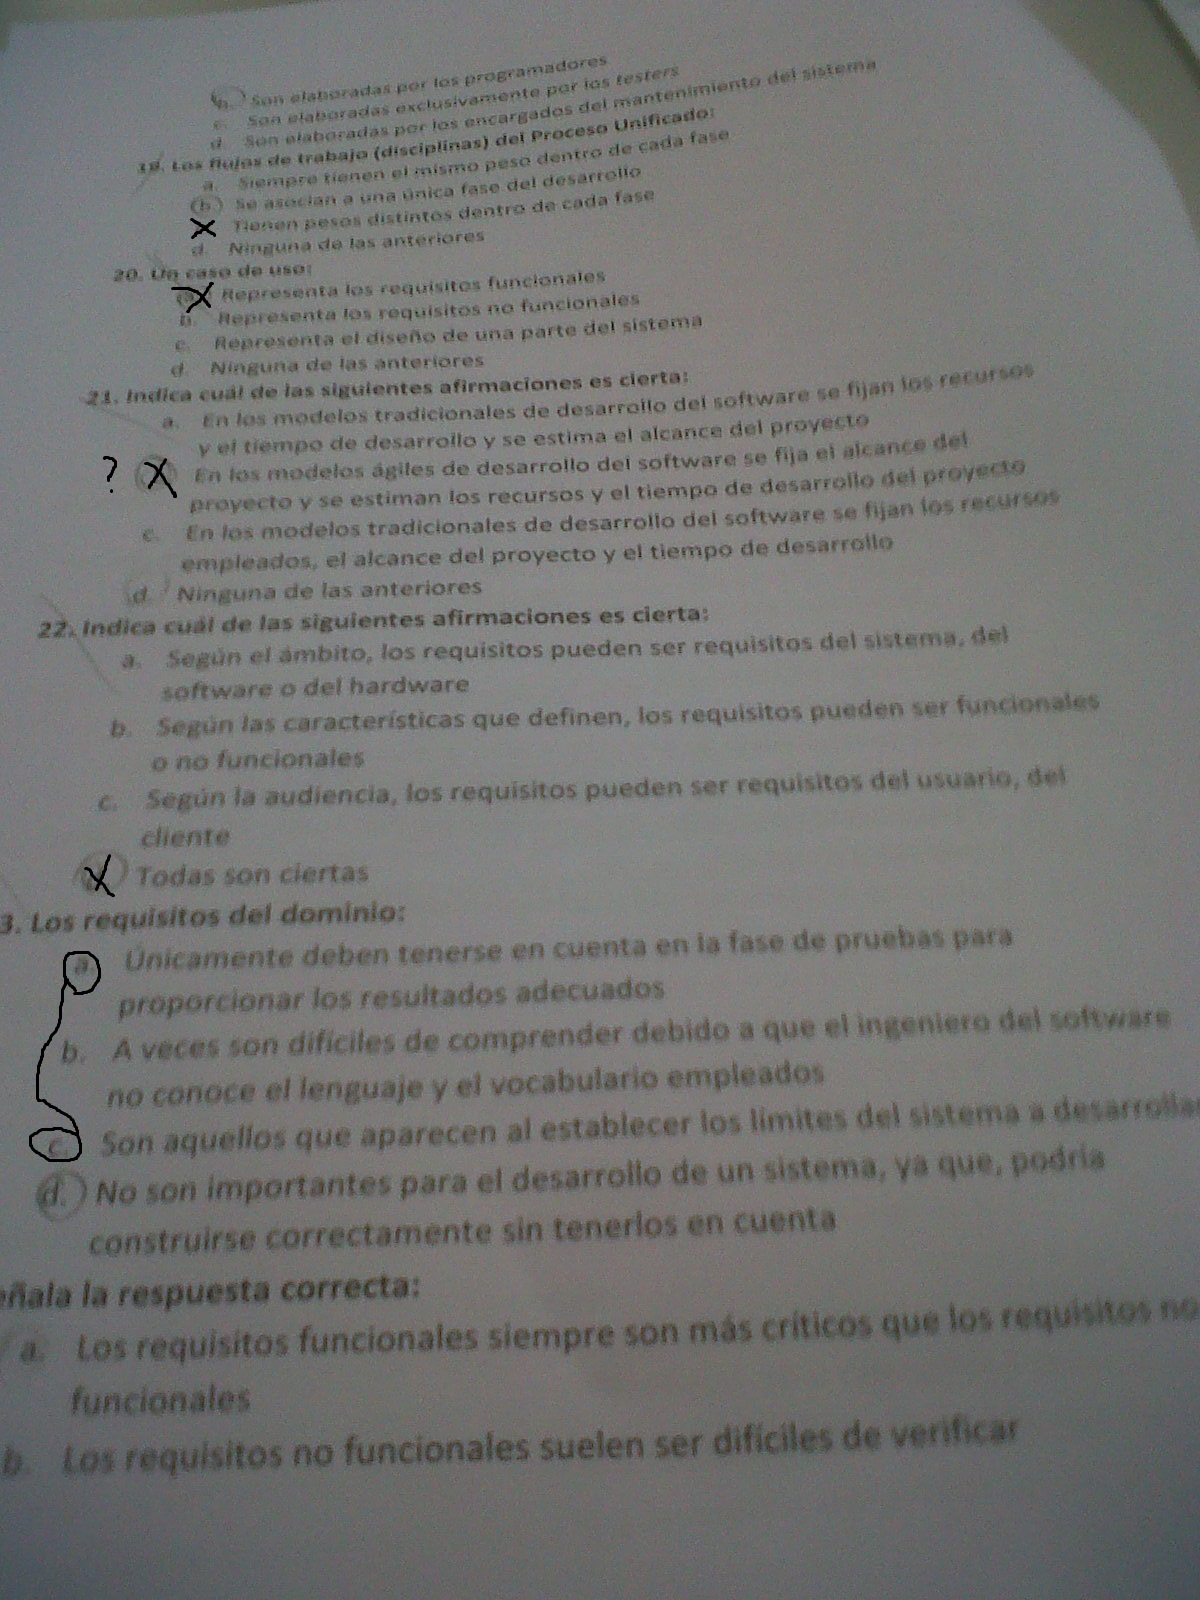 b. Son elaboradas por los programadores
c. Son elaboradas exclusivamente por los testers
d. Son elaboradas por los encargados del mantenimiento del sistema
19. Los flujos de trabajo (disciplinas) del Proceso Unificado:
a. Siempre tienen el mismo peso dentro de cada fase
b. Se asocian a una única fase del desarrollo
X Tienen pesos distintos dentro de cada fase
d. Ninguna de las anteriores
20. Un caso de uso:
a. X Representa los requisitos funcionales
b. Representa los requisitos no funcionales
c. Representa el diseño de una parte del sistema
d. Ninguna de las anteriores
21. Indica cuál de las siguientes afirmaciones es cierta:
a. En los modelos tradicionales de desarrollo del software se fijan los recursos
y el tiempo de desarrollo y se estima el alcance del proyecto
? X En los modelos ágiles de desarrollo del software se fija el alcance del
proyecto y se estiman los recursos y el tiempo de desarrollo del proyecto
c. En los modelos tradicionales de desarrollo del software se fijan los recursos
empleados, el alcance del proyecto y el tiempo de desarrollo
d. Ninguna de las anteriores
22. Indica cuál de las siguientes afirmaciones es cierta:
a. Según el ámbito, los requisitos pueden ser requisitos del sistema, del
software o del hardware
b. Según las características que definen, los requisitos pueden ser funcionales
o no funcionales
c. Según la audiencia, los requisitos pueden ser requisitos del usuario, del
cliente
X Todas son ciertas
3. Los requisitos del dominio:
a. Únicamente deben tenerse en cuenta en la fase de pruebas para
proporcionar los resultados adecuados
b. A veces son difíciles de comprender debido a que el ingeniero del software
no conoce el lenguaje y el vocabulario empleados
c. Son aquellos que aparecen al establecer los límites del sistema a desarrollar
d. No son importantes para el desarrollo de un sistema, ya que, podría
construirse correctamente sin tenerlos en cuenta
eñala la respuesta correcta:
a. Los requisitos funcionales siempre son más críticos que los requisitos no
funcionales
b. Los requisitos no funcionales suelen ser difíciles de verificar